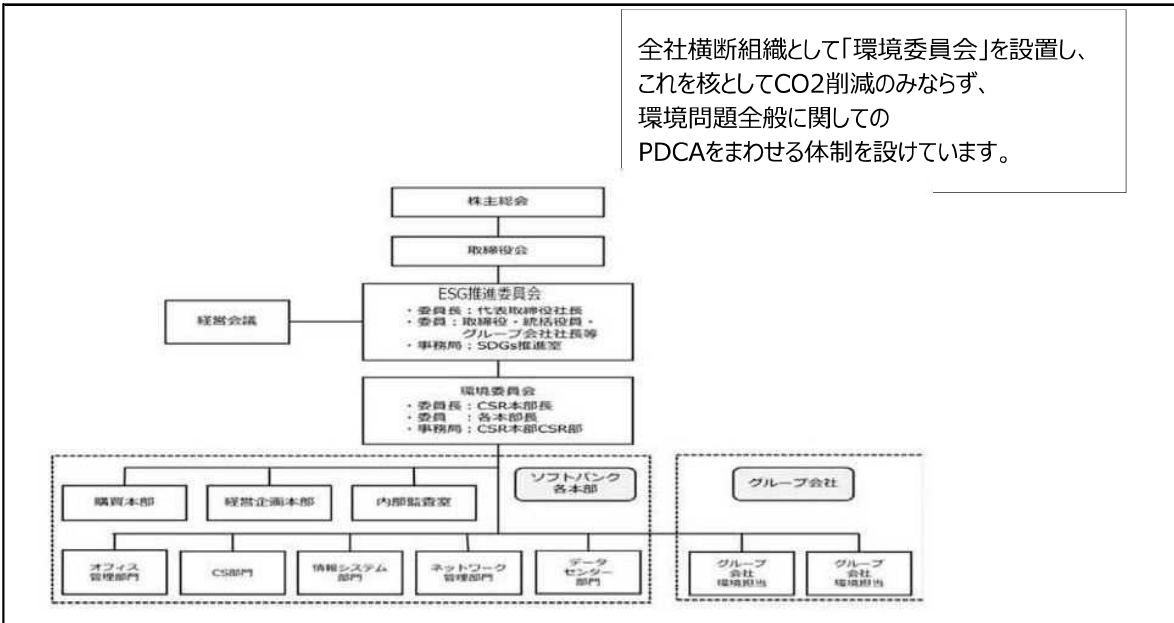 全社横断組織として「環境委員会」を設置し、
これを核としてCO2削減のみならず、
環境問題全般に関しての
PDCAをまわせる体制を設けています。
株主総会
取締役会
ESG推進委員会
・委員長：代表取締役社長
・委員：取締役・統括役員・
グループ会社社長等
・事務局：SDGs推進室
経営会議
環境委員会
・委員長：CSR本部長
・委員　：各本部長
・事務局：CSR本部CSR部
ソフトバンク
各本部
グループ会社
購買本部
経営企画本部
内部監査室
オフィス
管理部門
CS部門
情報システム
部門
ネットワーク
管理部門
データ
センター
部門
グループ
会社
環境担当
グループ
会社
環境担当